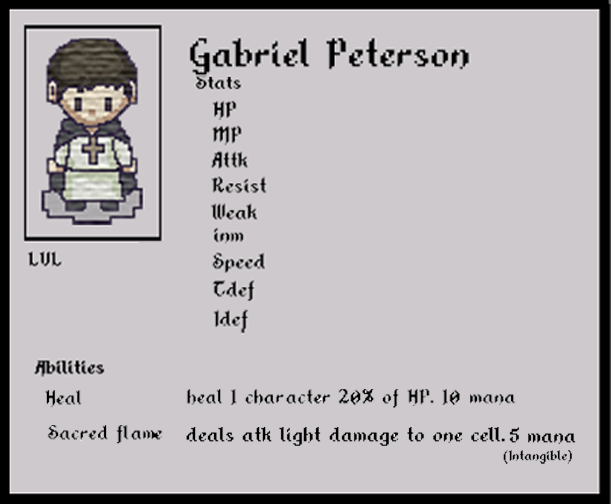 Gabriel Peterson
Stats
HP
MP
Attk
Resist
Weak
inm
Speed
Tdef
Idef
LVL
Abilities
Heal heal 1 character 20% of HP. 10 mana
Sacred flame deals atk light damage to one cell. 5 mana
(Intangible)